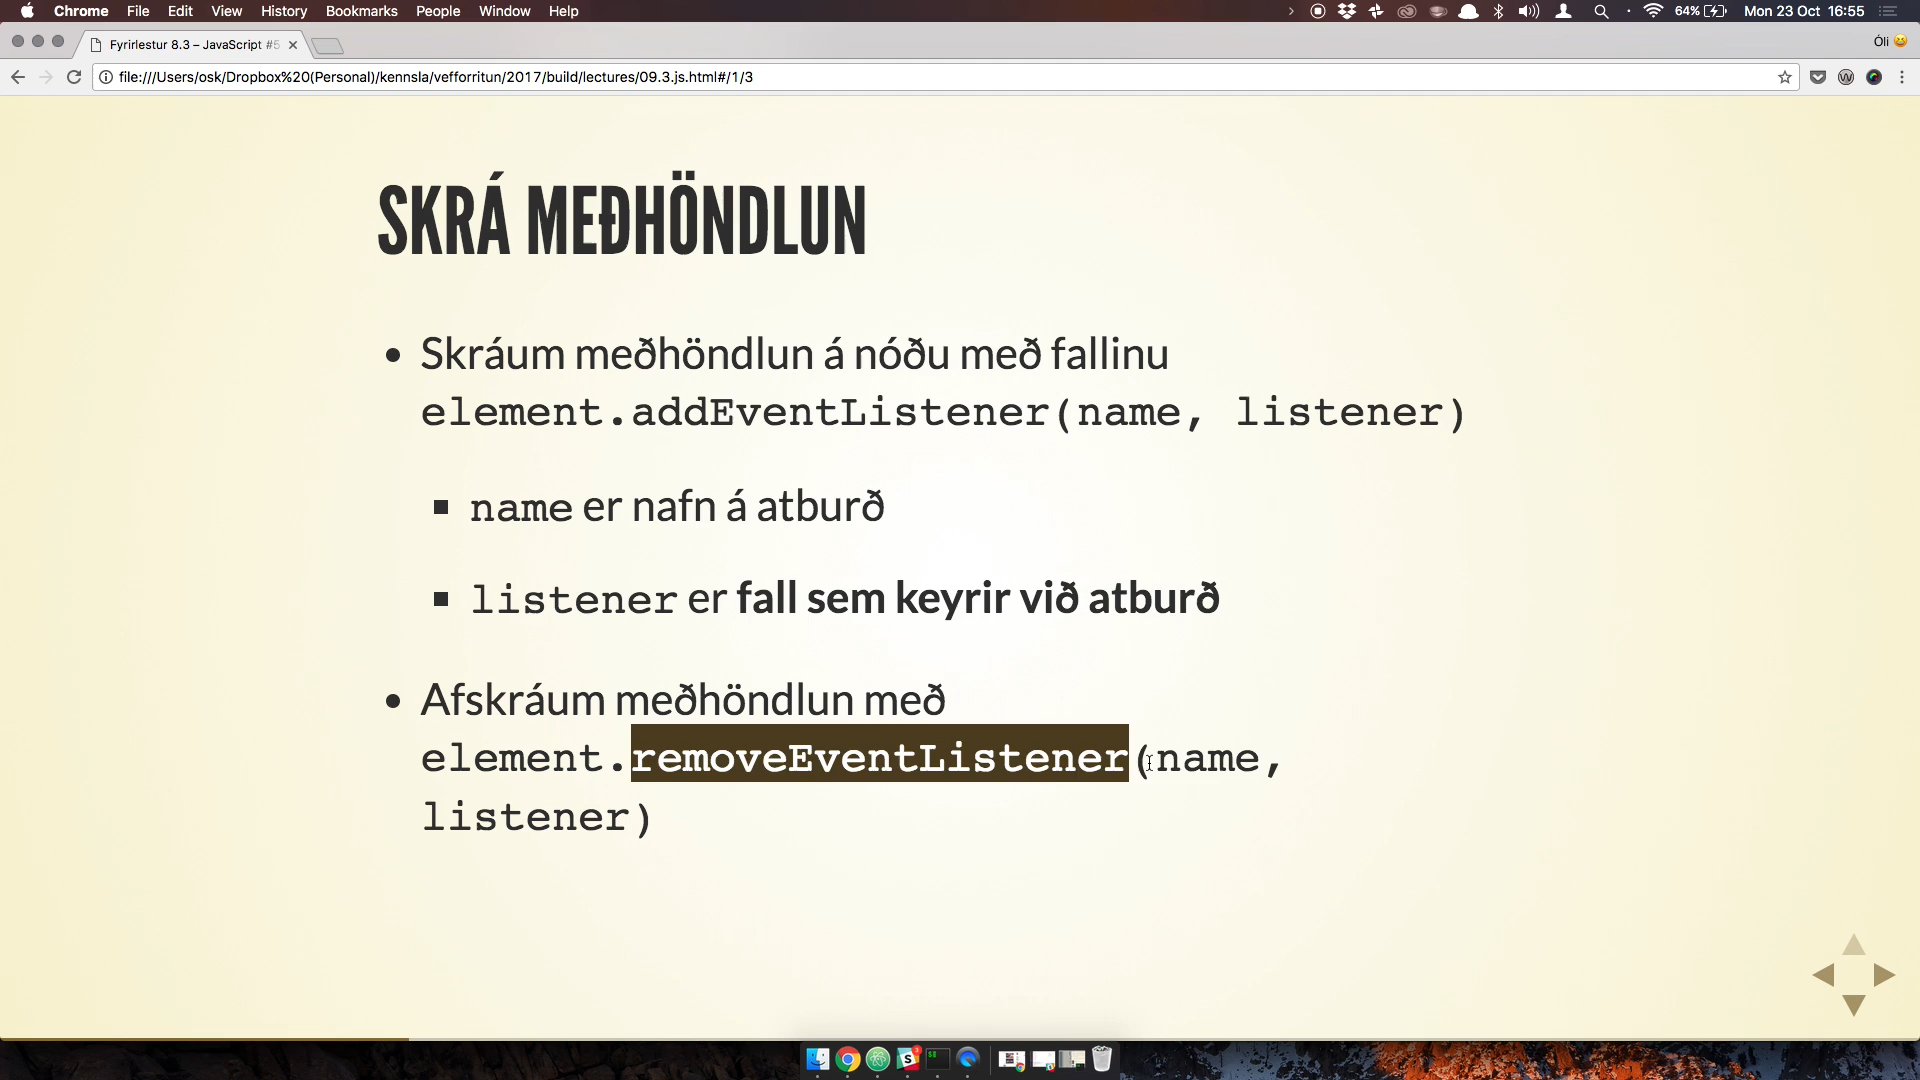 Chrome File Edit View History Bookmarks People Window Help 64% Mon 23 Oct 16:55
Fyrirlestur 8.3 – JavaScript #5 Óli
file:///Users/osk/Dropbox%20(Personal)/kennsla/vefforritun/2017/build/lectures/09.3.js.html#/1/3
SKRÁ MEÐHÖNDLUN
Skráum meðhöndlun á nóðu með fallinu
element.addEventListener(name, listener)
name er nafn á atburð
listener er fall sem keyrir við atburð
Afskráum meðhöndlun með
element.removeEventListener(name,
listener)